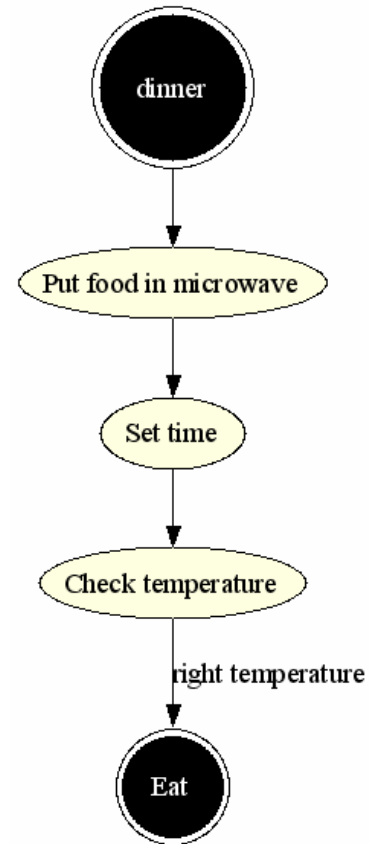 dinner
Put food in microwave
Set time
Check temperature
right temperature
Eat